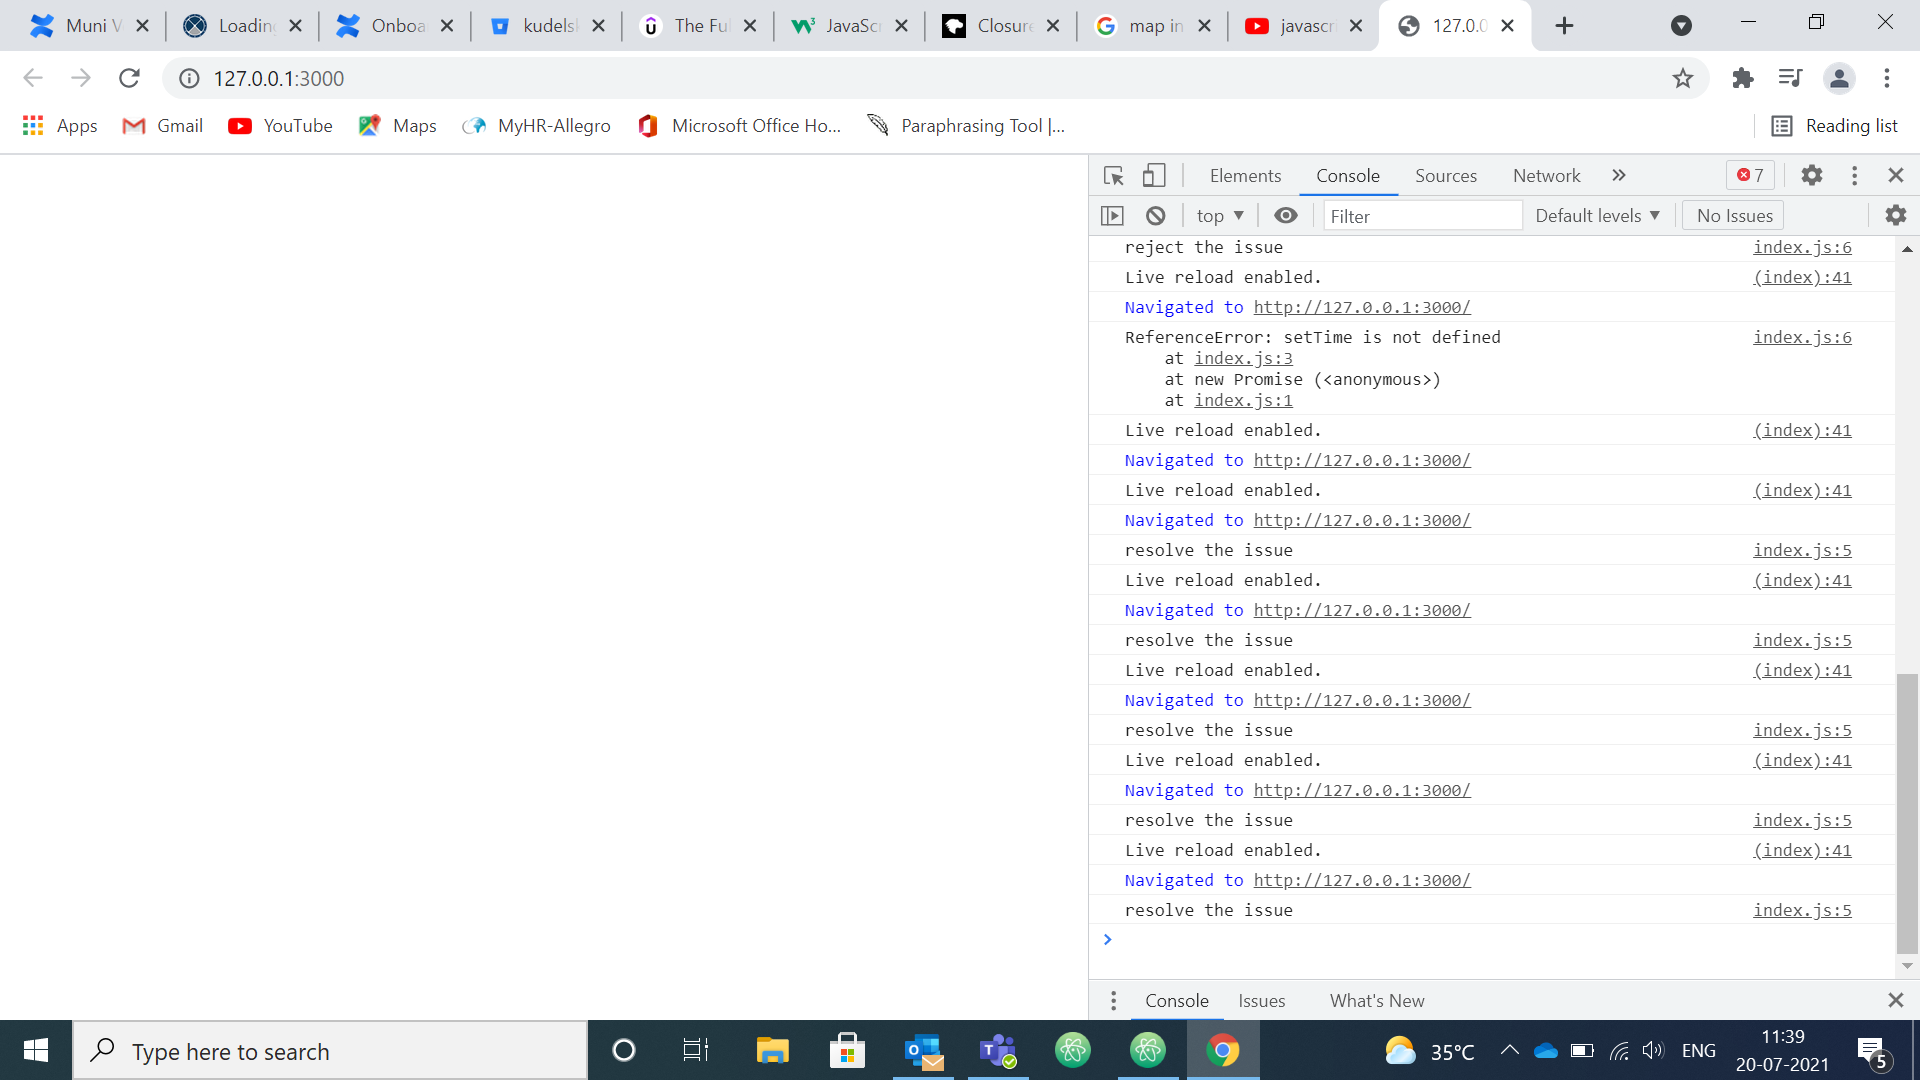 Muni V
Loading
Onboa
kudelsk
The Ful
JavaScr
Closure
map in
javascri
127.0.0
127.0.0.1:3000
Apps
Gmail
YouTube
Maps
MyHR-Allegro
Microsoft Office Ho...
Paraphrasing Tool |...
Reading list
Elements
Console
Sources
Network
7
top
Filter
Default levels
No Issues
reject the issue index.js:6
Live reload enabled. (index):41
Navigated to http://127.0.0.1:3000/
ReferenceError: setTime is not defined index.js:6
at index.js:3
at new Promise (<anonymous>)
at index.js:1
Live reload enabled. (index):41
Navigated to http://127.0.0.1:3000/
Live reload enabled. (index):41
Navigated to http://127.0.0.1:3000/
resolve the issue index.js:5
Live reload enabled. (index):41
Navigated to http://127.0.0.1:3000/
resolve the issue index.js:5
Live reload enabled. (index):41
Navigated to http://127.0.0.1:3000/
resolve the issue index.js:5
Live reload enabled. (index):41
Navigated to http://127.0.0.1:3000/
resolve the issue index.js:5
Live reload enabled. (index):41
Navigated to http://127.0.0.1:3000/
resolve the issue index.js:5
Console
Issues
What's New
Type here to search
35°C
ENG
11:39
20-07-2021
5